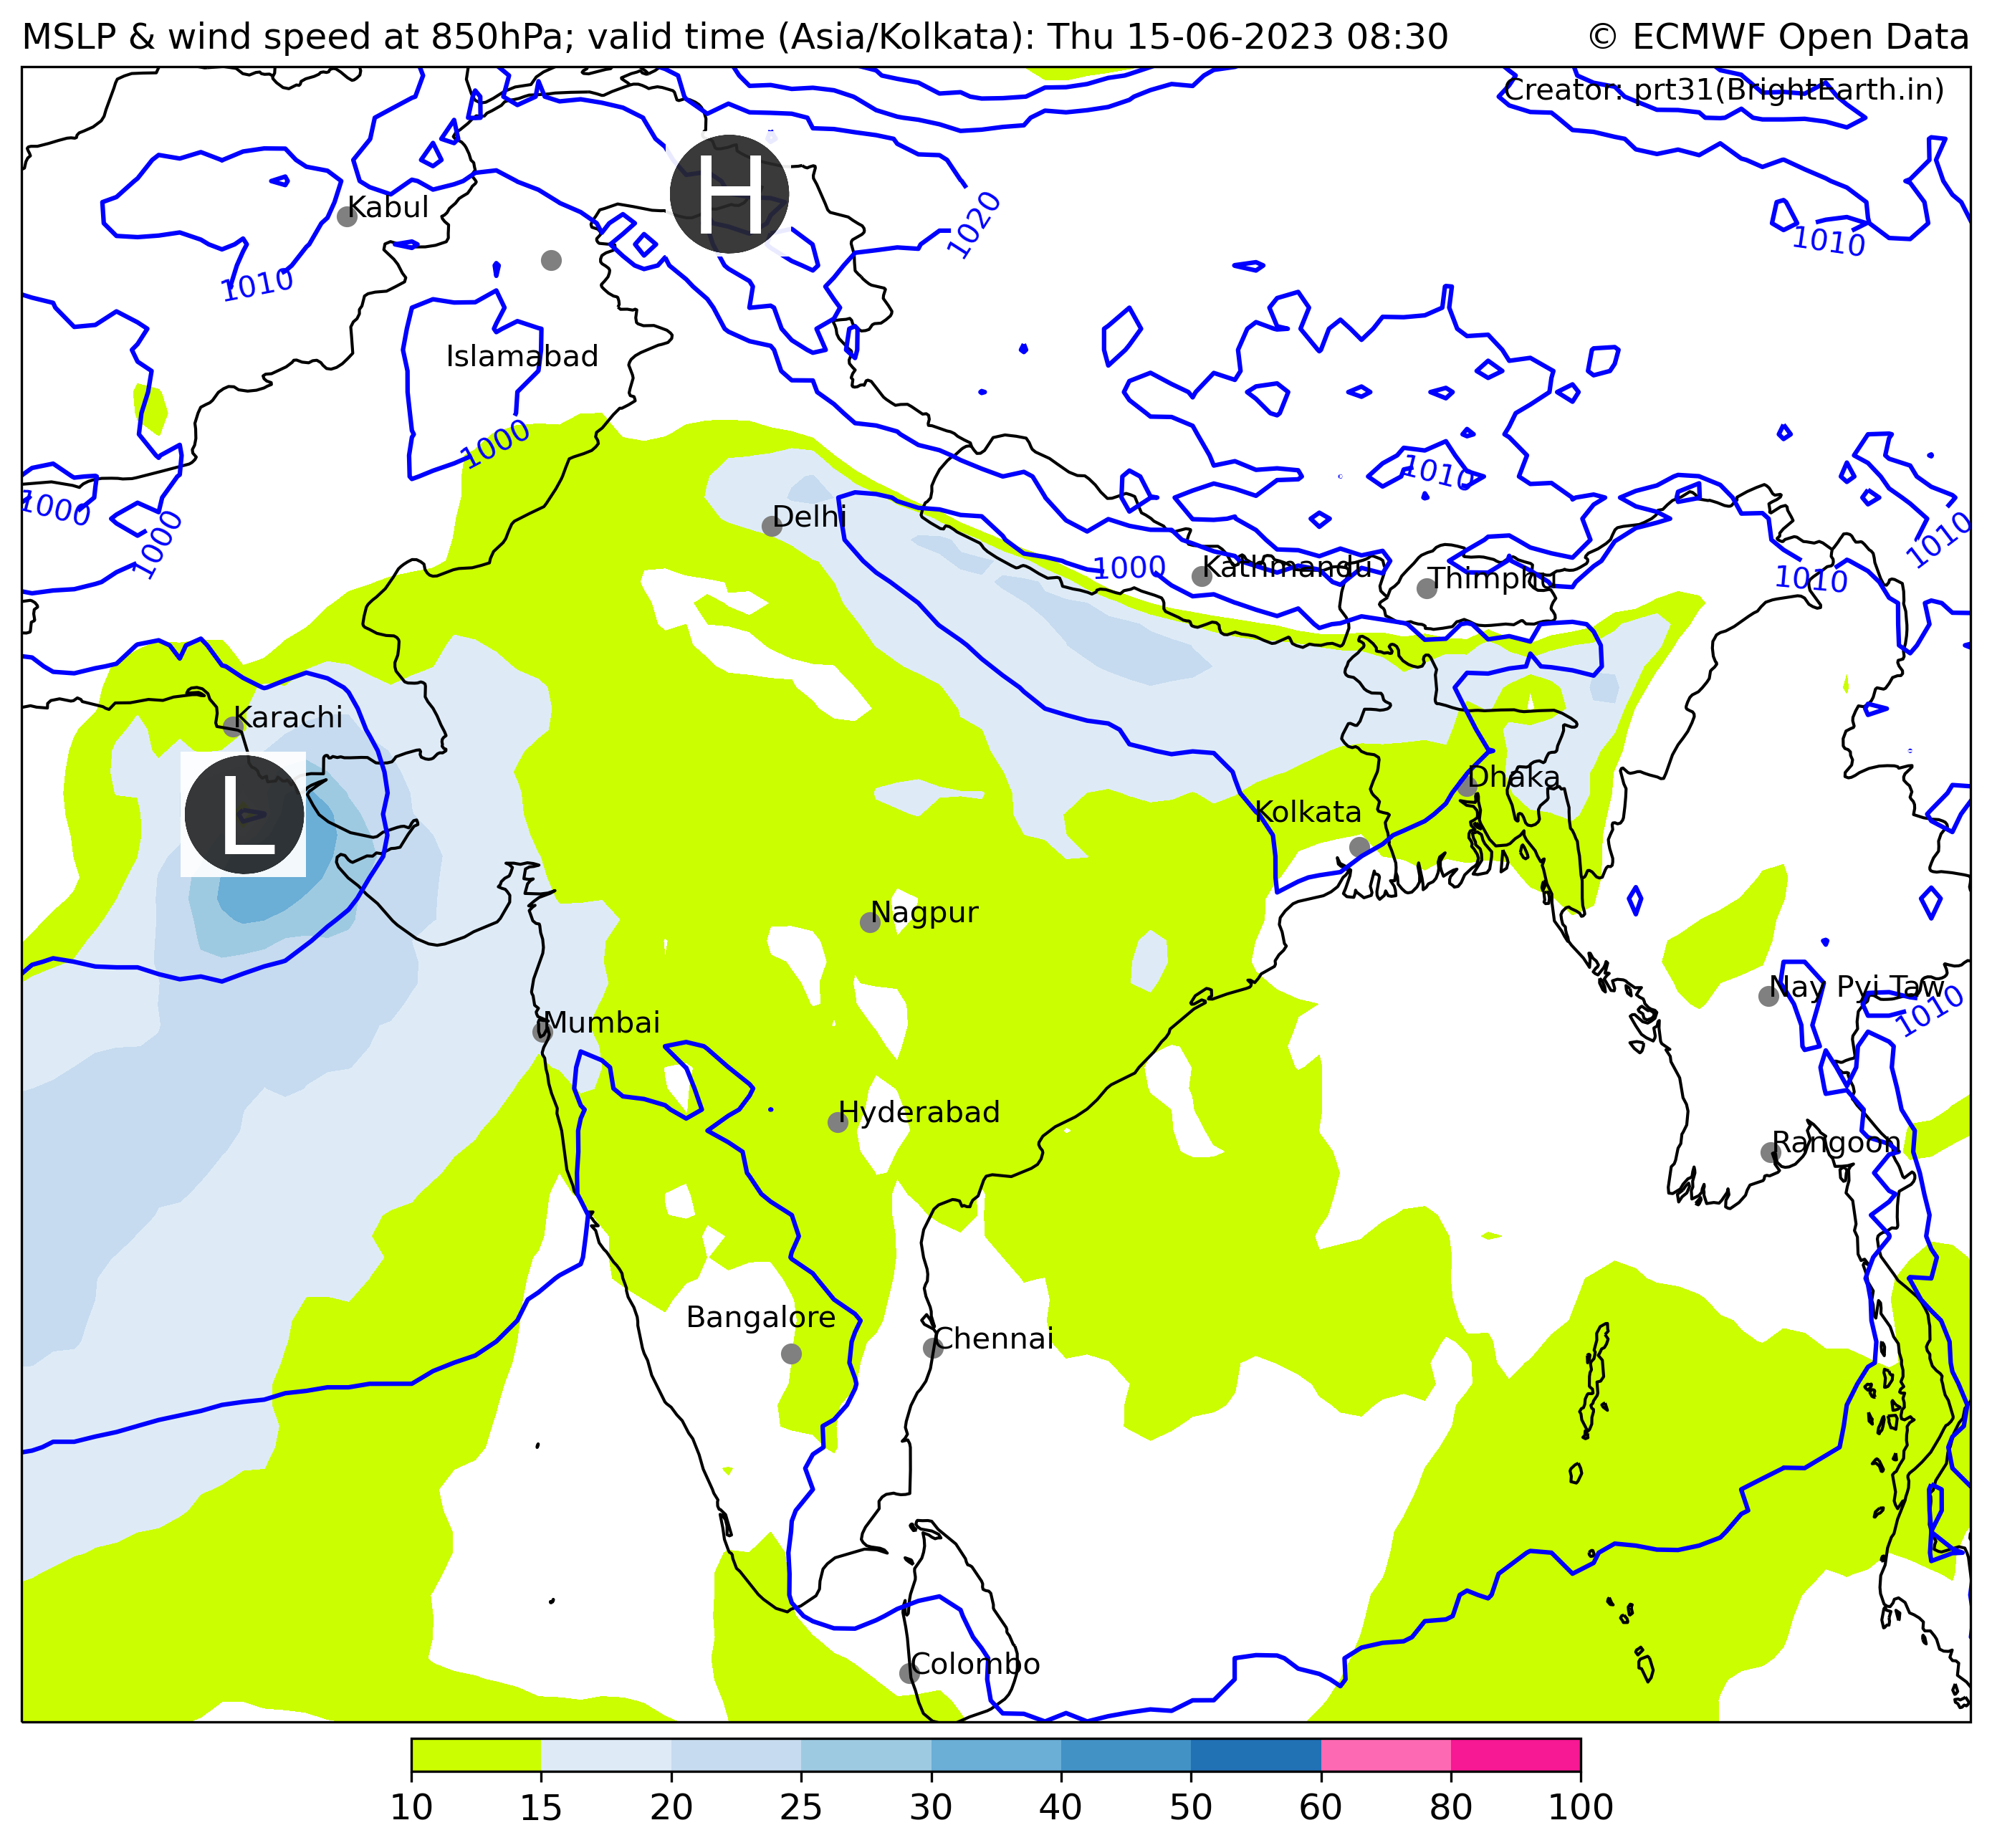 MSLP & wind speed at 850hPa; valid time (Asia/Kolkata): Thu 15-06-2023 08:30
© ECMWF Open Data
Creator: prt31(BrightEarth.in)
H
1020
Kabul
1010
1010
Islamabad
1000
1010
1000
1000
Delhi
1010
1000
Kathmandu
Thimphu
1010
Karachi
L
Dhaka
Kolkata
Nagpur
Nay Pyi Taw
1010
Mumbai
Hyderabad
Rangoon
Bangalore
Chennai
Colombo
10 15 20 25 30 40 50 60 80 100